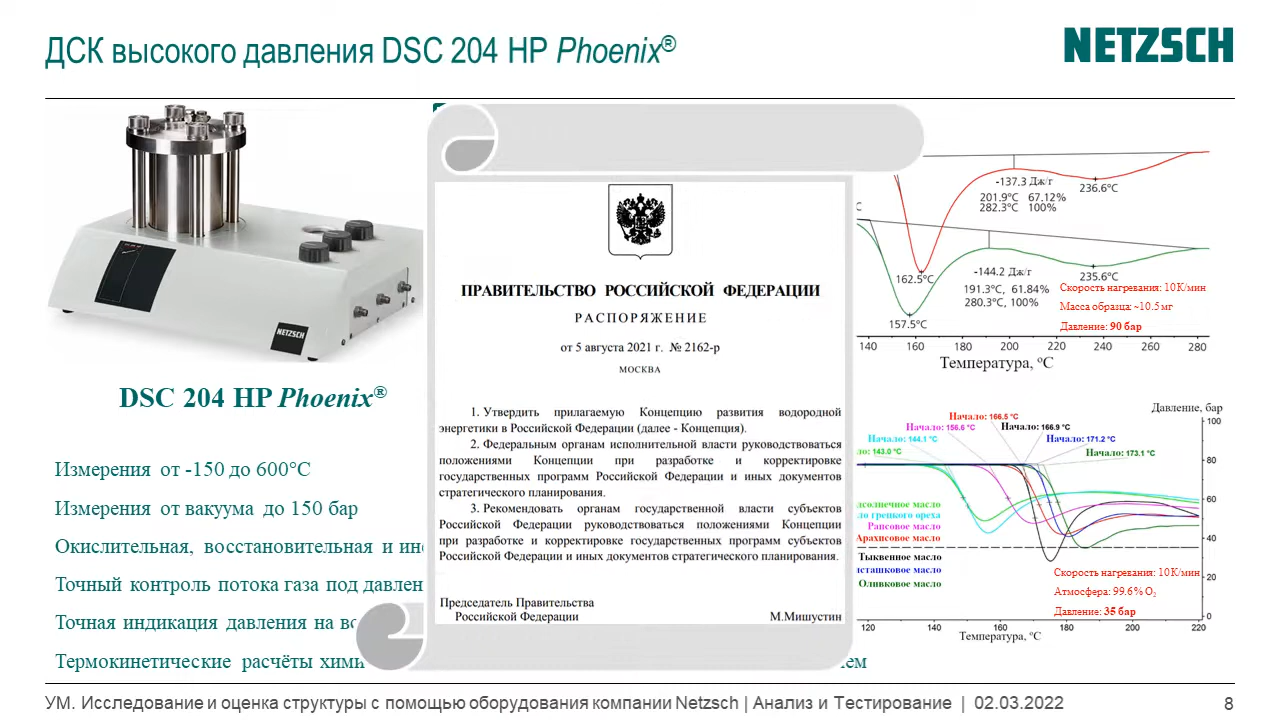 ДСК высокого давления DSC 204 HP Phoenix®
NETZSCH
NETZSCH
DSC 204 HP Phoenix®
Измерения от -150 до 600°С
Измерения от вакуума до 150 бар
Окислительная, восстановительная и
Точный контроль потока газа под
Точная индикация давления на
Термокинетические расчёты
ПРАВИТЕЛЬСТВО РОССИЙСКОЙ ФЕДЕРАЦИИ
РАСПОРЯЖЕНИЕ
от 5 августа 2021 г. № 2162-р
МОСКВА
1. Утвердить прилагаемую Концепцию развития водородной
энергетики в Российской Федерации (далее - Концепция).
2. Федеральным органам исполнительной власти руководствоваться
положениями Концепции при разработке и корректировке
государственных программ Российской Федерации и иных документов
стратегического планирования.
3. Рекомендовать органам государственной власти субъектов
Российской Федерации руководствоваться положениями Концепции
при разработке и корректировке государственных программ субъектов
Российской Федерации и иных документов стратегического планирования.
Председатель Правительства
Российской Федерации М.Мишустин
-137.3 Дж/г
201.9°C 67.12%
282.3°C 100%
236.6°C
162.5°C
-144.2 Дж/г
191.3°C, 61.84%
280.3°C, 100%
235.6°C
157.5°C
Скорость нагревания: 10 К/мин
Масса образца: ~10.5 мг
Давление: 90 бар
140 160 180 200 220 240 260 280
Температура, °С
Давление, бар
Начало: 166.5 °C
Начало: 156.6 °C
Начало: 166.9 °C
Начало: 144.1 °C
Начало: 171.2 °C
143.0 °C
Начало: 173.1 °C
100
80
60
40
20
0
масло
грецкого ореха
Рапсовое масло
Арахисовое масло
Тыквенное масло
масло
Оливковое масло
Скорость нагревания: 10 К/мин
Атмосфера: 99.6% O₂
Давление: 35 бар
120 140 160 180 200 220
Температура, °С
УМ. Исследование и оценка структуры с помощью оборудования компании Netzsch | Анализ и Тестирование | 02.03.2022
8